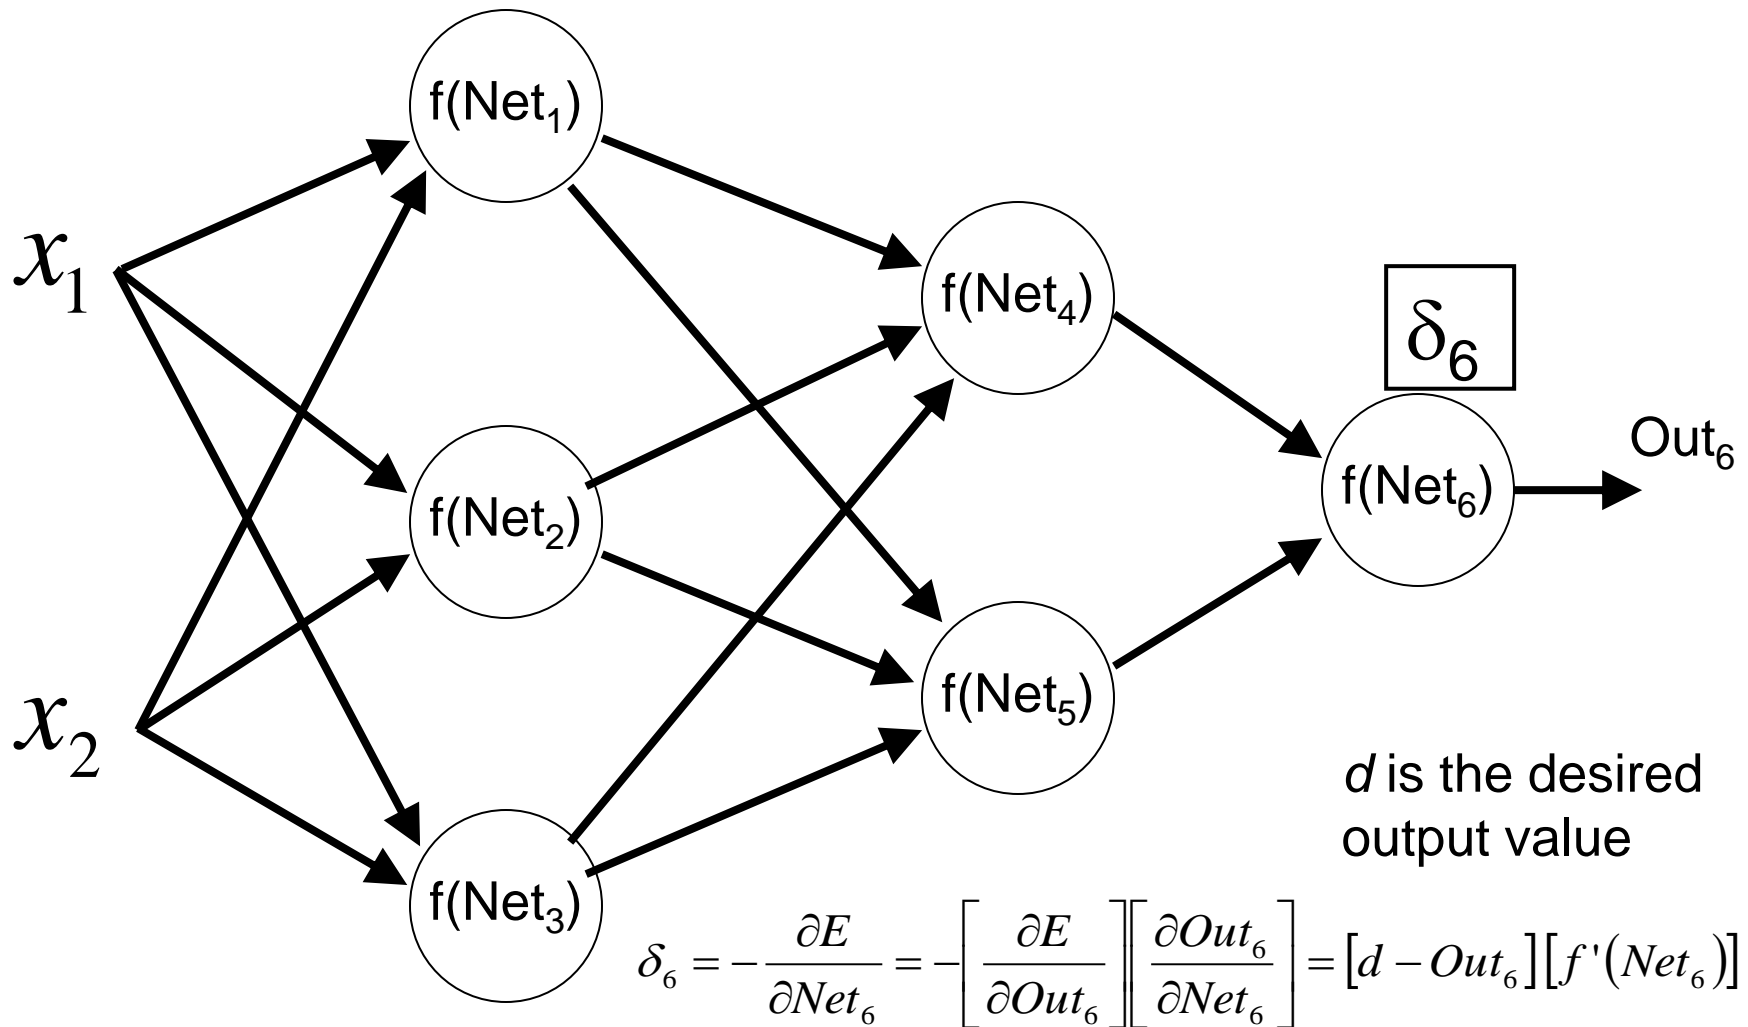 f(Net₁)
x₁
f(Net₄)
δ₆
Out₆
f(Net₆)
f(Net₂)
x₂
f(Net₅)
d is the desired
output value
f(Net₃)
δ₆ = −∂E/∂Net₆ = −[∂E/∂Out₆][∂Out₆/∂Net₆] = [d − Out₆][f'(Net₆)]